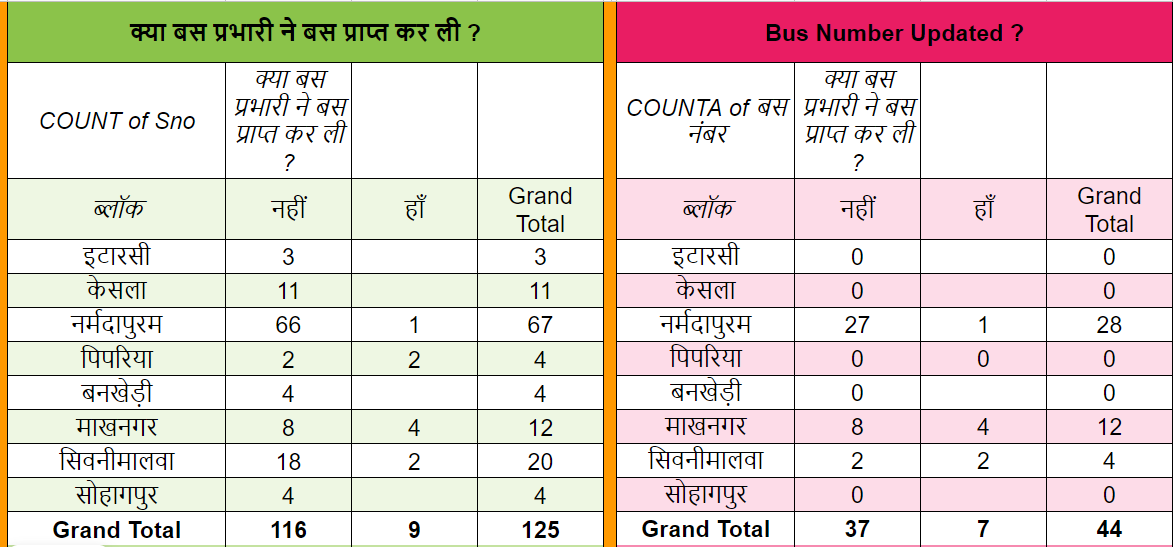 क्या बस प्रभारी ने बस प्राप्त कर ली ?
COUNT of Sno
क्या बस
प्रभारी ने बस
प्राप्त कर ली
?
ब्लॉक नहीं हाँ Grand
Total
इटारसी 3 3
केसला 11 11
नर्मदापुरम 66 1 67
पिपरिया 2 2 4
बनखेड़ी 4 4
माखनगर 8 4 12
सिवनीमालवा 18 2 20
सोहागपुर 4 4
Grand Total 116 9 125
Bus Number Updated ?
COUNTA of बस
नंबर
क्या बस
प्रभारी ने बस
प्राप्त कर ली
?
ब्लॉक नहीं हाँ Grand
Total
इटारसी 0 0
केसला 0 0
नर्मदापुरम 27 1 28
पिपरिया 0 0 0
बनखेड़ी 0 0
माखनगर 8 4 12
सिवनीमालवा 2 2 4
सोहागपुर 0 0
Grand Total 37 7 44